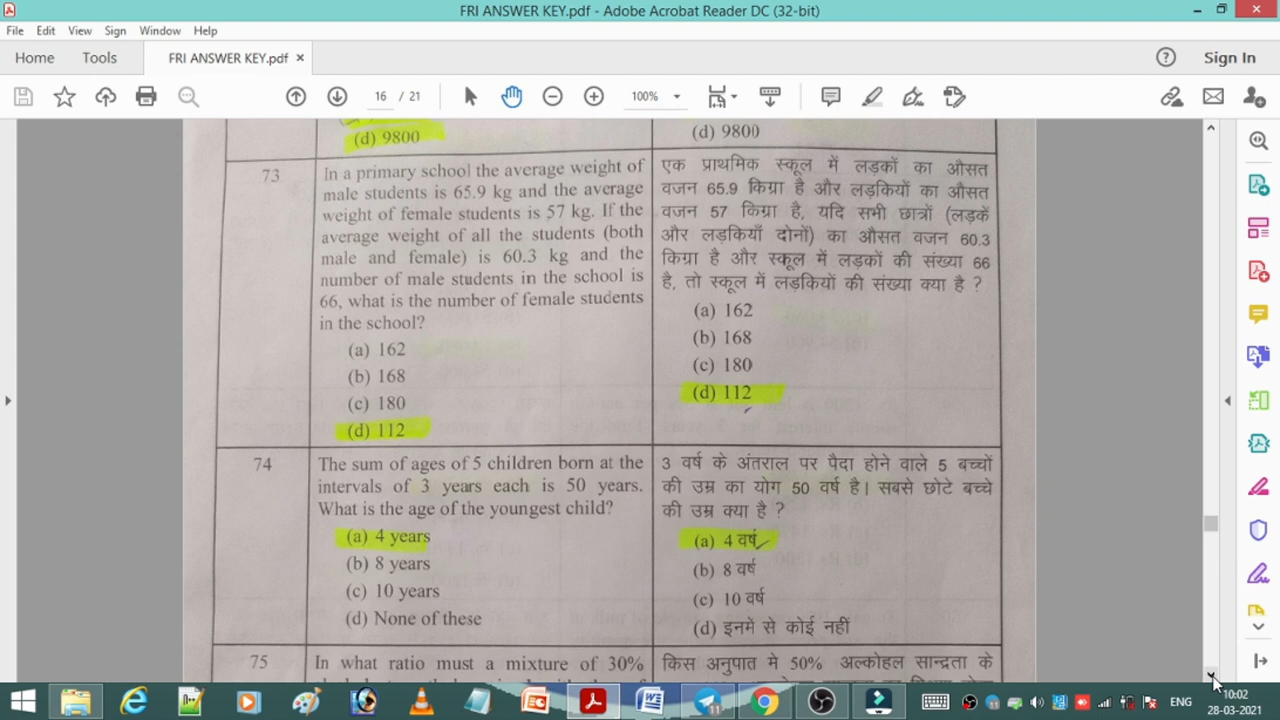 FRI ANSWER KEY.pdf - Adobe Acrobat Reader DC (32-bit)
File Edit View Sign Window Help
Home Tools FRI ANSWER KEY.pdf × Sign In
16 / 21 100%
(d) 9800
(d) 9800
73
In a primary school the average weight of
male students is 65.9 kg and the average
weight of female students is 57 kg. If the
average weight of all the students (both
male and female) is 60.3 kg and the
number of male students in the school is
66, what is the number of female students
in the school?
(a) 162
(b) 168
(c) 180
(d) 112
एक प्राथमिक स्कूल में लड़कों का औसत
वजन 65.9 किग्रा है और लड़कियों का औसत
वजन 57 किग्रा है, यदि सभी छात्रों (लड़कें
और लड़कियाँ दोनों) का औसत वजन 60.3
किग्रा है और स्कूल में लड़कों की संख्या 66
है, तो स्कूल में लड़कियों की संख्या क्या है ?
(a) 162
(b) 168
(c) 180
(d) 112
74
The sum of ages of 5 children born at the
intervals of 3 years each is 50 years.
What is the age of the youngest child?
(a) 4 years
(b) 8 years
(c) 10 years
(d) None of these
3 वर्ष के अंतराल पर पैदा होने वाले 5 बच्चों
की उम्र का योग 50 वर्ष है। सबसे छोटे बच्चे
की उम्र क्या है ?
(a) 4 वर्ष
(b) 8 वर्ष
(c) 10 वर्ष
(d) इनमें से कोई नहीं
75
In what ratio must a mixture of 30%
किस अनुपात मे 50% अल्कोहल सान्द्रता के
ENG
10:02
28-03-2021